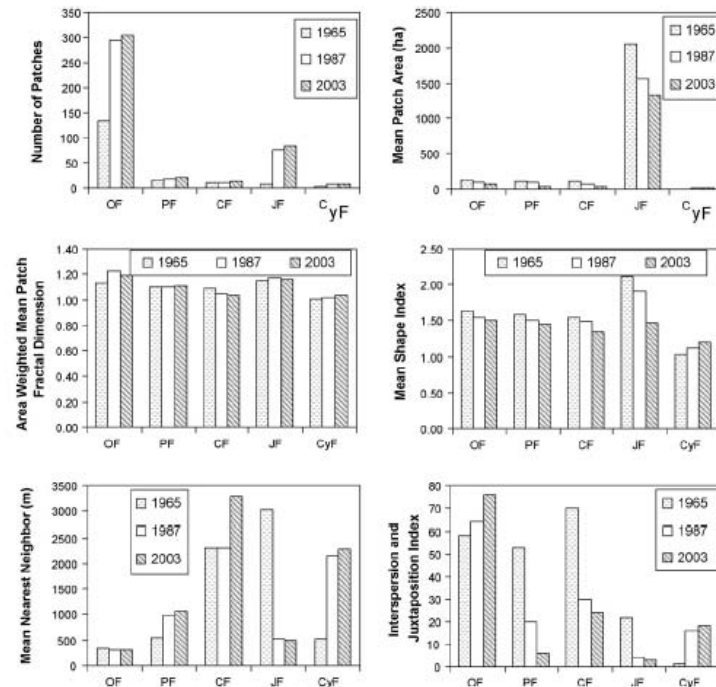 Number of Patches
350
300
250
200
150
100
50
0
1965
1987
2003
OF
PF
CF
JF
CyF
Mean Patch Area (ha)
2500
2000
1500
1000
500
0
1965
1987
2003
OF
PF
CF
JF
CyF
Area Weighted Mean Patch
Fractal Dimension
1.40
1.20
1.00
0.80
0.60
0.40
0.20
0.00
1965 1987 2003
OF
PF
CF
JF
CyF
Mean Shape Index
2.50
2.00
1.50
1.00
0.50
0.00
1965 1987 2003
OF
PF
CF
JF
CyF
Mean Nearest Neighbor (m)
3500
3000
2500
2000
1500
1000
500
0
1965
1987
2003
OF
PF
CF
JF
CyF
Interspersion and
Juxtaposition Index
80
70
60
50
40
30
20
10
0
1965
1987
2003
OF
PF
CF
JF
CyF